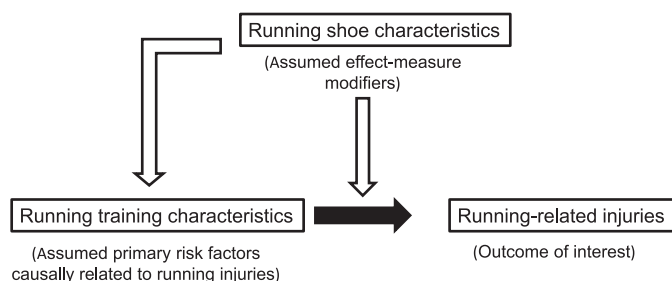 Running shoe characteristics
(Assumed effect-measure
modifiers)
Running training characteristics
(Assumed primary risk factors
causally related to running injuries)
Running-related injuries
(Outcome of interest)